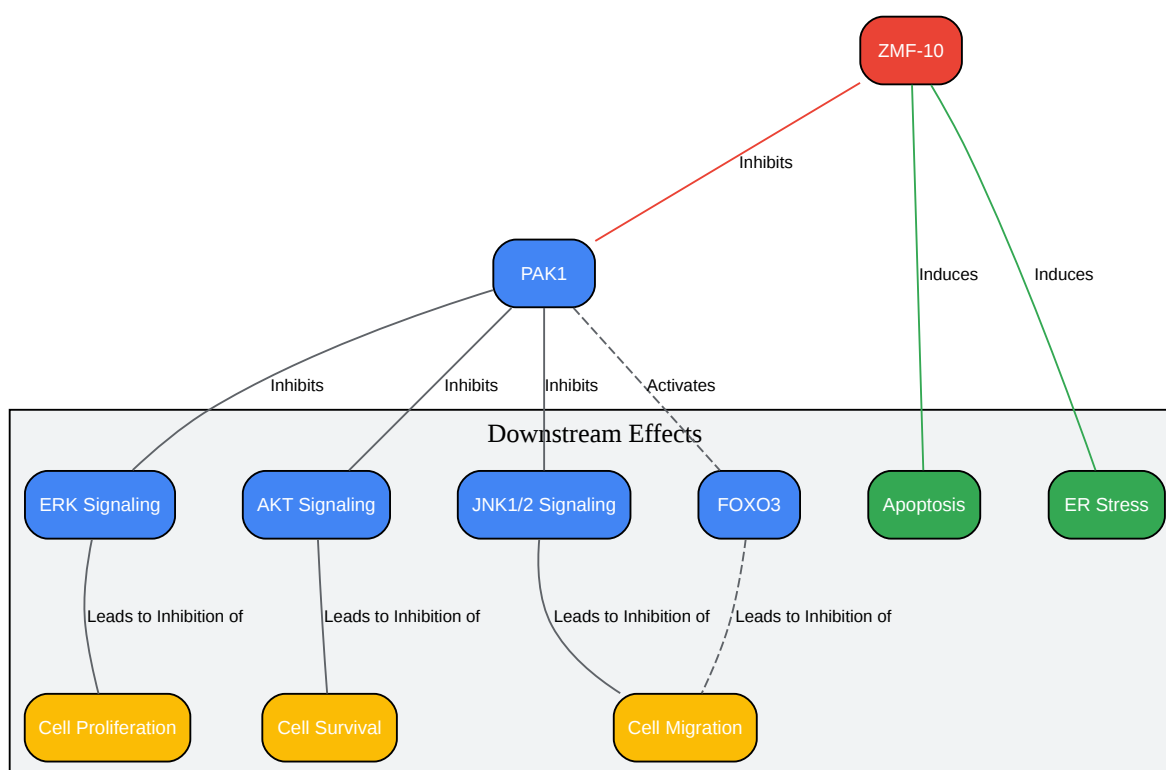 ZMF-10
Inhibits
PAK1
Induces
Induces
Inhibits
Inhibits
Inhibits
Activates
Downstream Effects
ERK Signaling
AKT Signaling
JNK1/2 Signaling
FOXO3
Apoptosis
ER Stress
Leads to Inhibition of
Leads to Inhibition of
Leads to Inhibition of
Leads to Inhibition of
Cell Proliferation
Cell Survival
Cell Migration